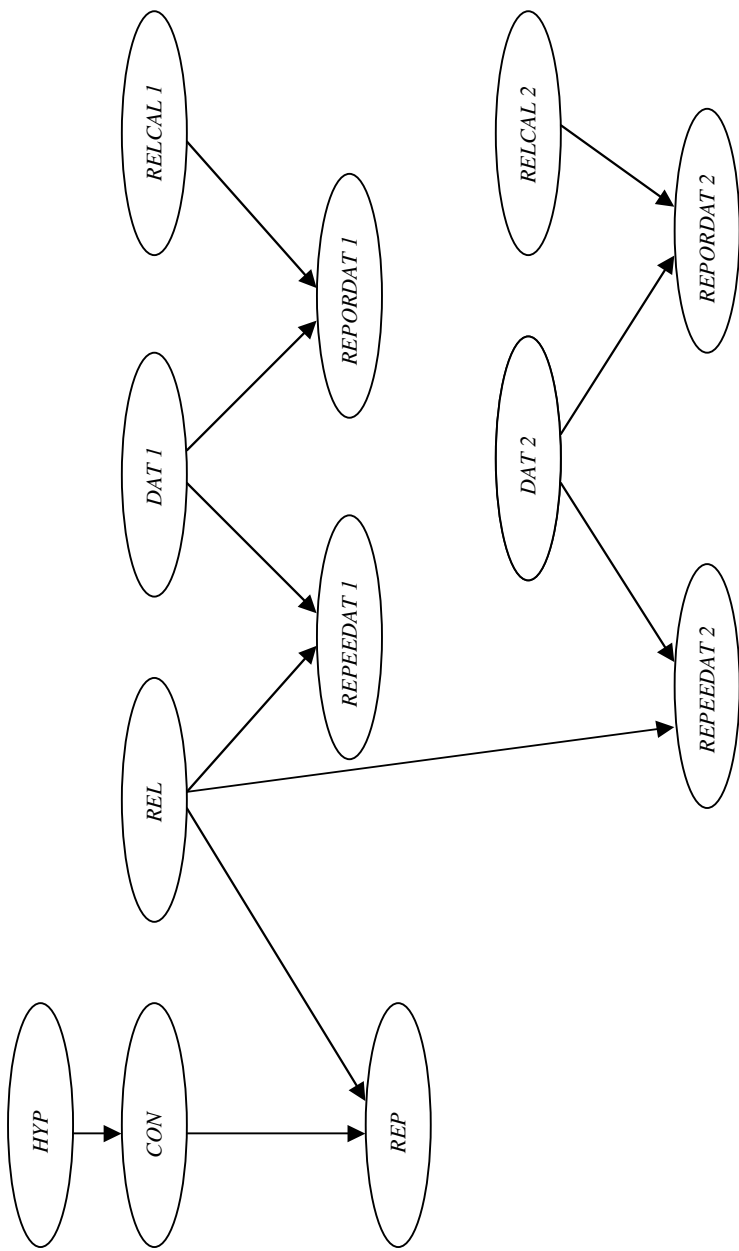 HYP
CON
REP
REL
REPEEDAT 1
DAT 1
REPORDAT 1
RELCAL 1
REPEEDAT 2
DAT 2
REPORDAT 2
RELCAL 2